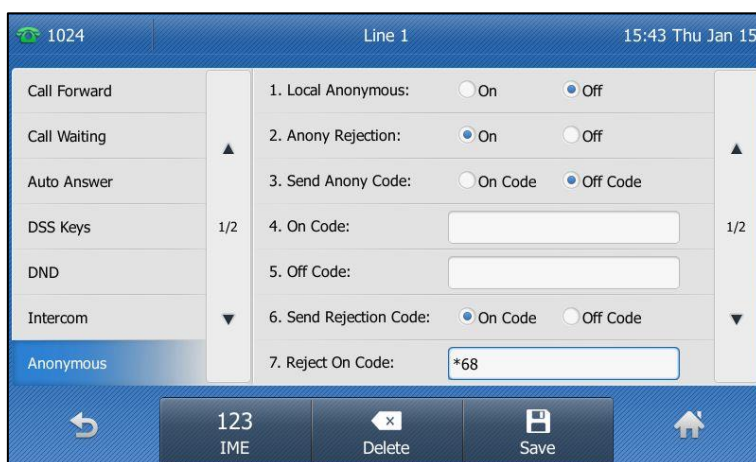 1024
Line 1
15:43 Thu Jan 15
Call Forward
Call Waiting
Auto Answer
DSS Keys
DND
Intercom
Anonymous
1/2
1. Local Anonymous: On Off
2. Anony Rejection: On Off
3. Send Anony Code: On Code Off Code
4. On Code:
5. Off Code:
6. Send Rejection Code: On Code Off Code
7. Reject On Code: *68
1/2
123
IME
Delete
Save